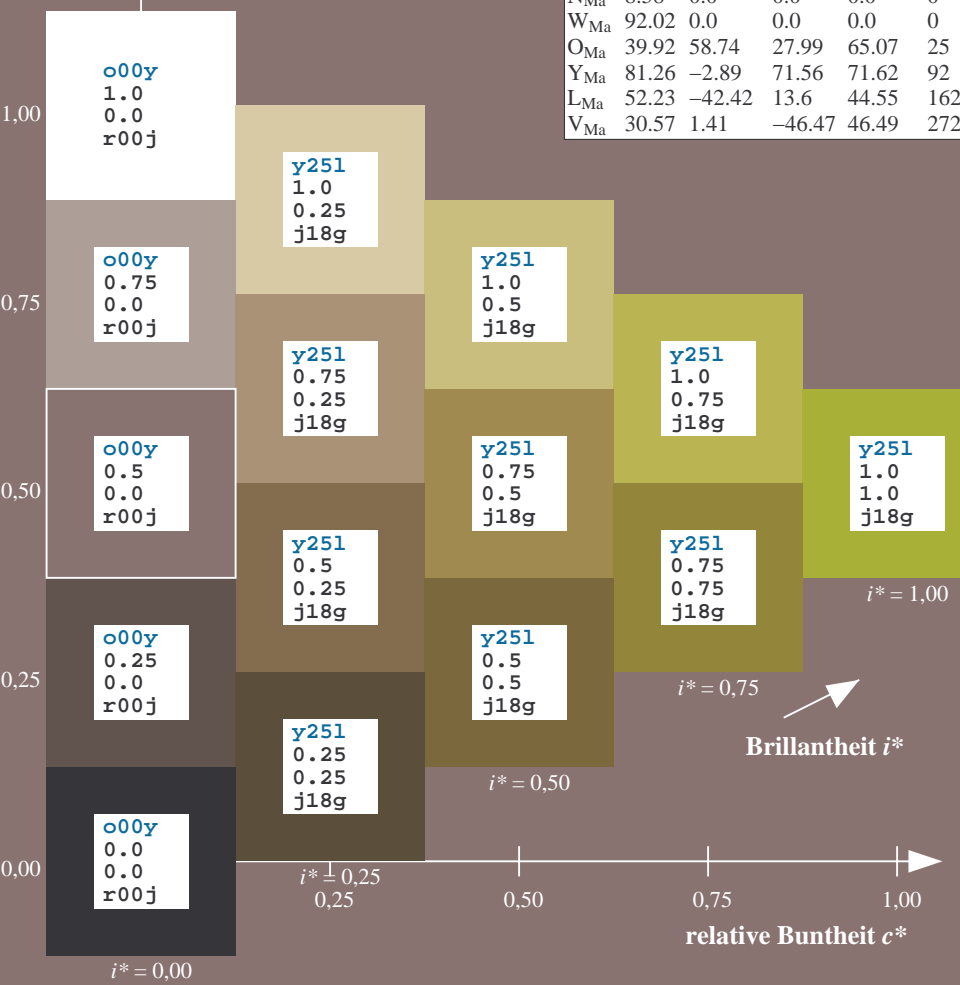 W_Ma 92.02 0.0 0.0 0.0 0
O_Ma 39.92 58.74 27.99 65.07 25
Y_Ma 81.26 −2.89 71.56 71.62 92
L_Ma 52.23 −42.42 13.6 44.55 162
V_Ma 30.57 1.41 −46.47 46.49 272
1,00
o00y
1.0
0.0
r00j
y25l
1.0
0.25
j18g
0,75
o00y
0.75
0.0
r00j
y25l
1.0
0.5
j18g
y25l
0.75
0.25
j18g
y25l
1.0
0.75
j18g
0,50
o00y
0.5
0.0
r00j
y25l
0.75
0.5
j18g
y25l
1.0
1.0
j18g
y25l
0.5
0.25
j18g
y25l
0.75
0.75
j18g
i* = 1,00
0,25
o00y
0.25
0.0
r00j
y25l
0.5
0.5
j18g
i* = 0,75
y25l
0.25
0.25
j18g
Brillantheit i*
i* = 0,50
0,00
o00y
0.0
0.0
r00j
i* = 0,25
0,25
0,50
0,75
1,00
relative Buntheit c*
i* = 0,00